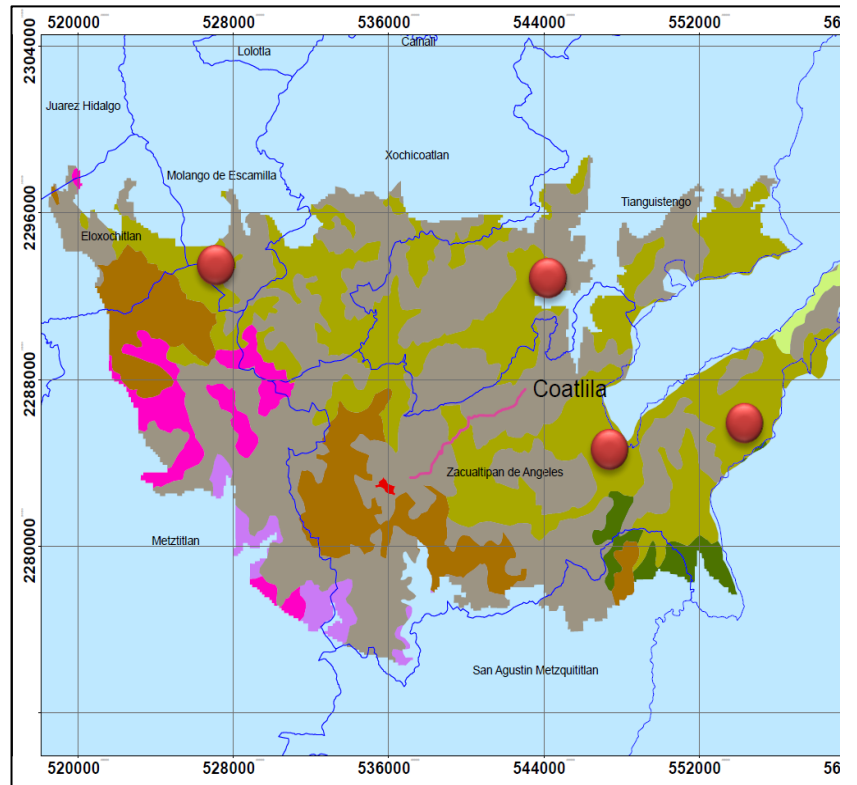 520000 528000 536000 544000 552000
2304000
Lolotla
Juarez Hidalgo
Xochicoatlan
Molango de Escamilla
Tianguistengo
2296000
Eloxochitlan
228000
Coatlila
Zacualtipan de Angeles
Metztitlan
2280000
San Agustin Metzquititlan
520000 528000 536000 544000 552000